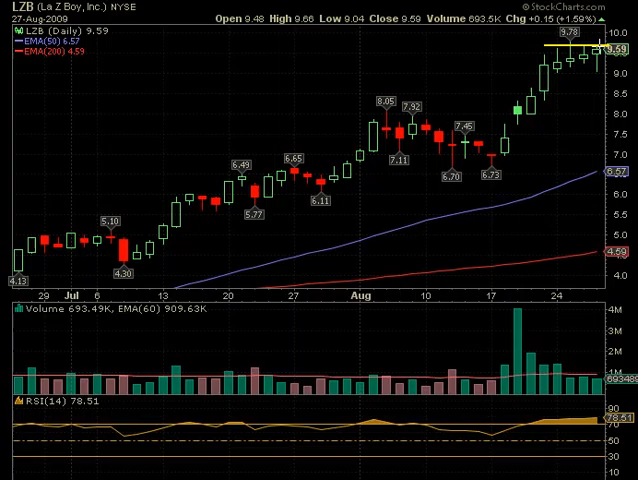 LZB (La Z Boy, Inc.) NYSE
© StockCharts.com
27-Aug-2009
Open 9.48 High 9.66 Low 9.04 Close 9.59 Volume 693.5K Chg +0.15 (+1.59%)
LZB (Daily) 9.59
EMA(50) 6.57
EMA(200) 4.59
9.78
10.0
9.59
9.0
8.5
8.05
7.92
8.0
7.45
7.5
7.11
7.0
6.49
6.65
6.70
6.73
6.57
6.11
6.0
5.77
5.5
5.10
5.0
4.59
4.30
4.13
4.0
29 Jul 6 13 20 27 Aug 10 17 24
Volume 693.49K, EMA(60) 909.63K
4M
3M
2M
1M
693489
RSI(14) 78.51
90
78.51
70
50
30
10